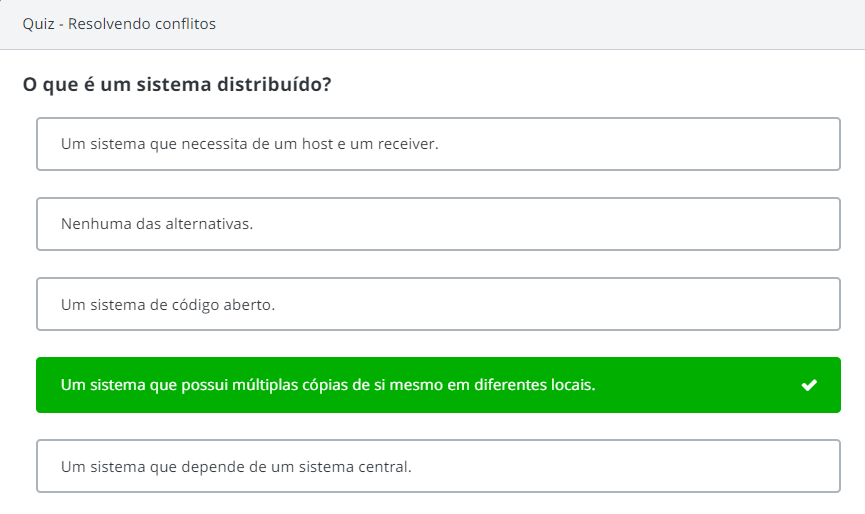 Quiz - Resolvendo conflitos
O que é um sistema distribuído?
Um sistema que necessita de um host e um receiver.
Nenhuma das alternativas.
Um sistema de código aberto.
Um sistema que possui múltiplas cópias de si mesmo em diferentes locais.
Um sistema que depende de um sistema central.